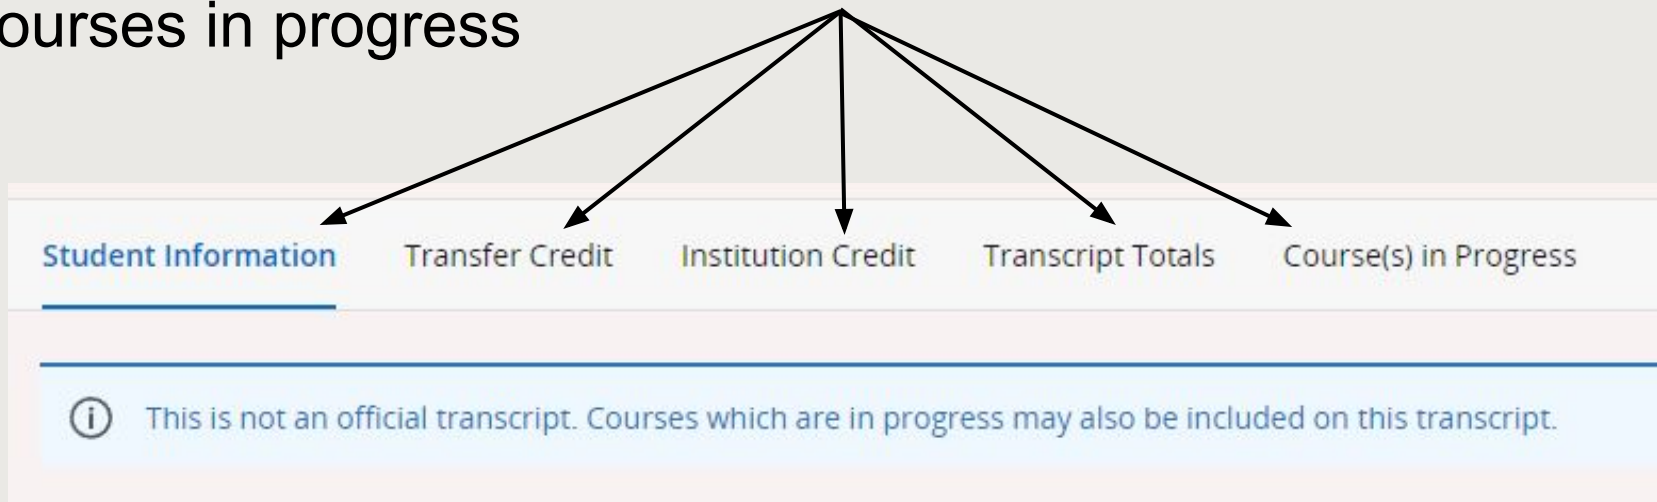 ourses in progress
Student Information Transfer Credit Institution Credit Transcript Totals Course(s) in Progress
This is not an official transcript. Courses which are in progress may also be included on this transcript.